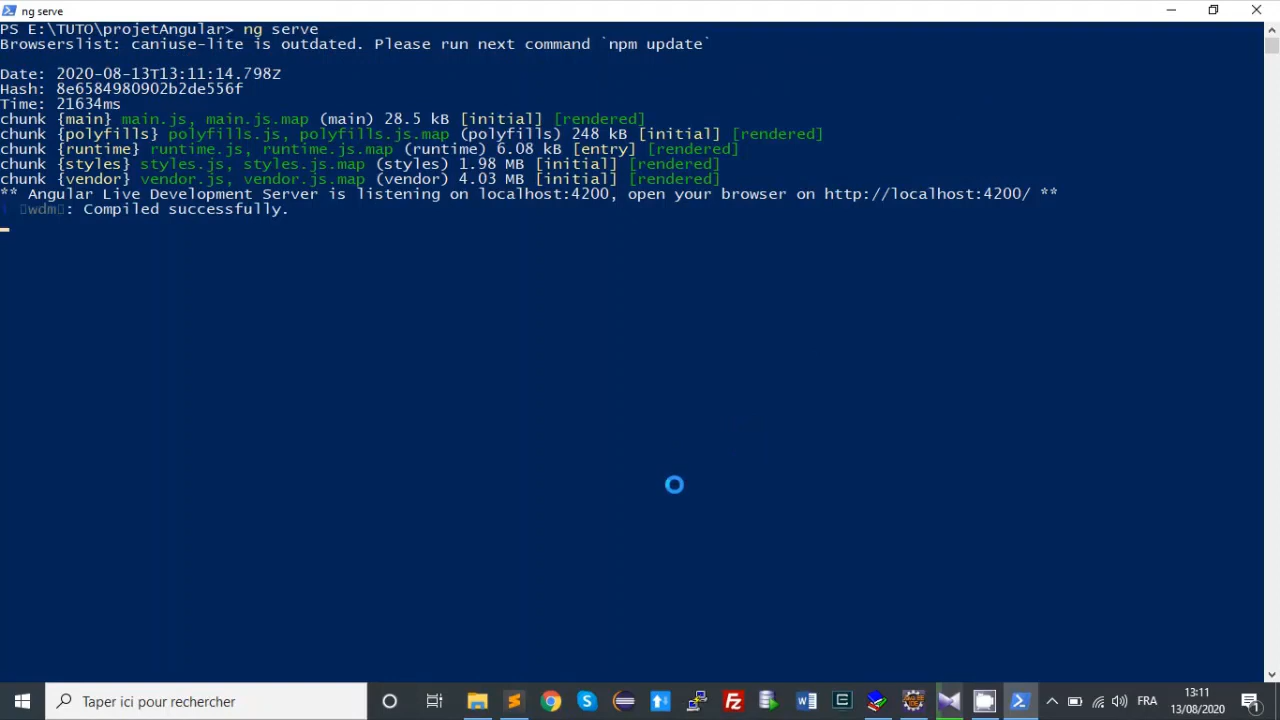 ng serve
PS E:\TUTO\projetAngular> ng serve
Browserslist: caniuse-lite is outdated. Please run next command `npm update`
Date: 2020-08-13T13:11:14.798Z
Hash: 8e6584980902b2de556f
Time: 21634ms
chunk {main} main.js, main.js.map (main) 28.5 kB [initial] [rendered]
chunk {polyfills} polyfills.js, polyfills.js.map (polyfills) 248 kB [initial] [rendered]
chunk {runtime} runtime.js, runtime.js.map (runtime) 6.08 kB [entry] [rendered]
chunk {styles} styles.js, styles.js.map (styles) 1.98 MB [initial] [rendered]
chunk {vendor} vendor.js, vendor.js.map (vendor) 4.03 MB [initial] [rendered]
** Angular Live Development Server is listening on localhost:4200, open your browser on http://localhost:4200/ **
i 「wdm」: Compiled successfully.
Taper ici pour rechercher
FRA
13:11
13/08/2020
1